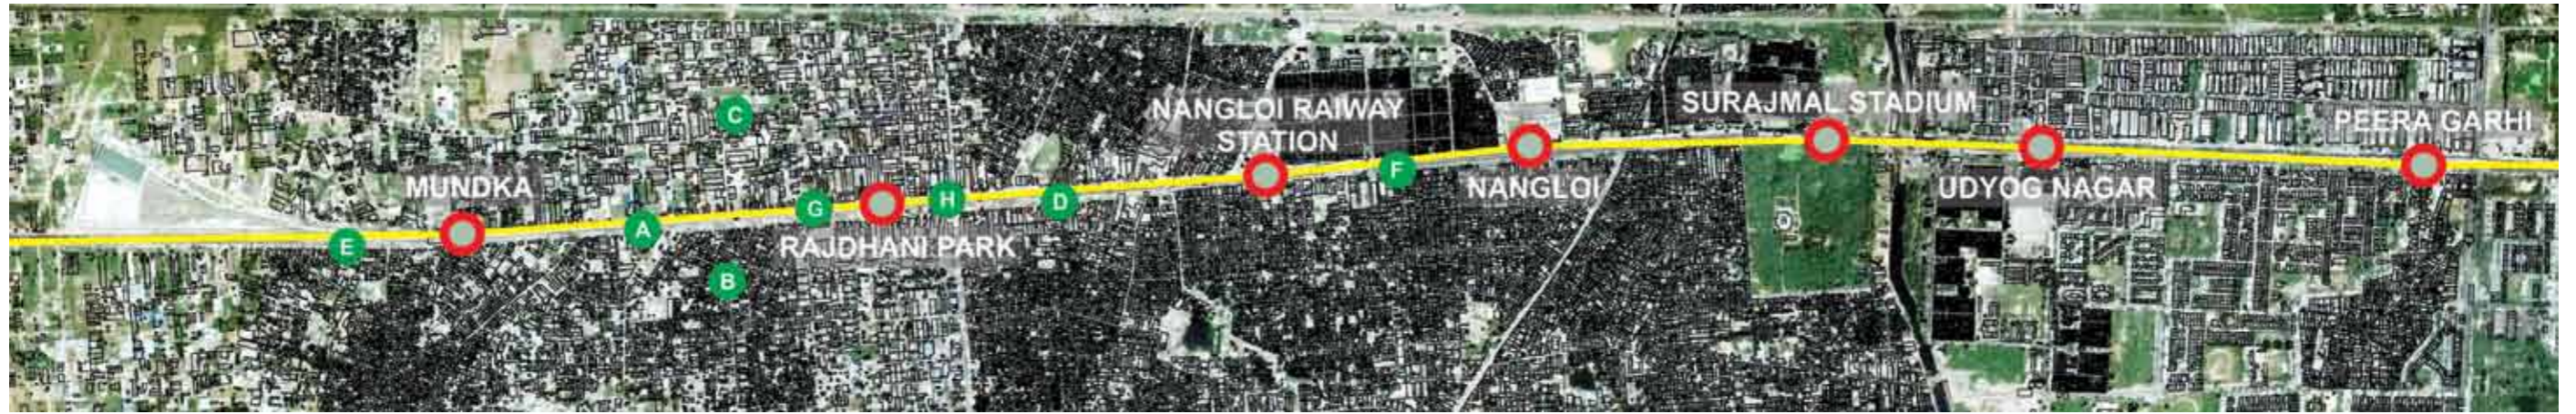 C
NANGLOI RAIWAY
STATION
SURAJMAL STADIUM
PEERA GARHI
MUNDKA
E
A
G
H
D
F
NANGLOI
UDYOG NAGAR
RAJDHANI PARK
B